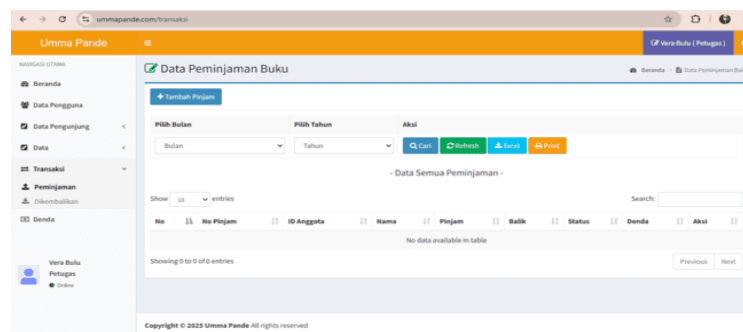 ummapande.com/transaksi
Umma Pande
Vera Bulu ( Petugas )
NAVIGASI UTAMA
Beranda
Data Pengguna
Data Pengunjung
Data
Transaksi
Peminjaman
Dikembalikan
Denda
Vera Bulu
Petugas
Online
Data Peminjaman Buku
Beranda
Data Peminjaman Bu
Tambah Pinjam
Pilih Bulan Pilih Tahun Aksi
Bulan Tahun Cari Refresh Excel Print
- Data Semua Peminjaman -
Show 10 entries Search:
No No Pinjam ID Anggota Nama Pinjam Balik Status Denda Aksi
No data available in table
Showing 0 to 0 of 0 entries Previous Next
Copyright © 2025 Umma Pande All rights reserved